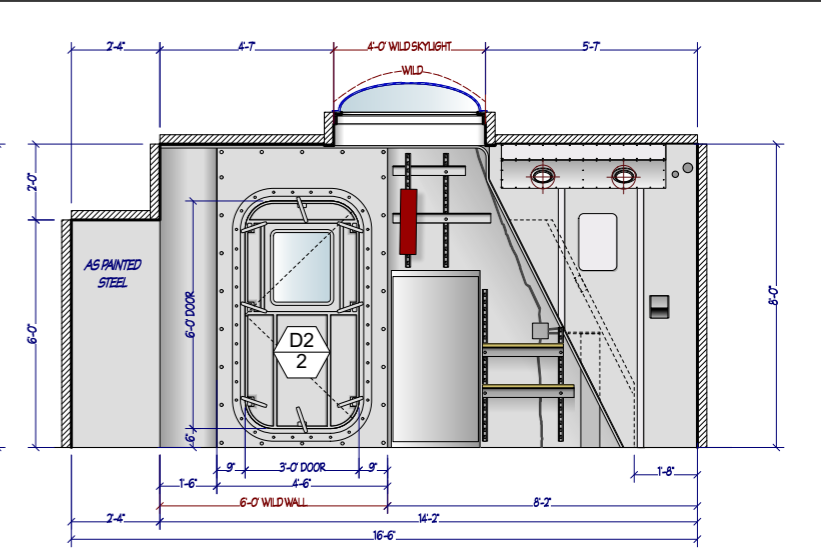 2'-4"
4'-7"
4'-0" WILD SKYLIGHT
5'-7"
WILD
2'-0"
AS PAINTED
STEEL
6'-0" DOOR
6'-0"
8'-0"
D2
2
6"
9"
3'-0" DOOR
9"
1'-8"
1'-6"
4'-6"
6'-0" WILD WALL
8'-2"
2'-4"
14'-2"
16'-6"